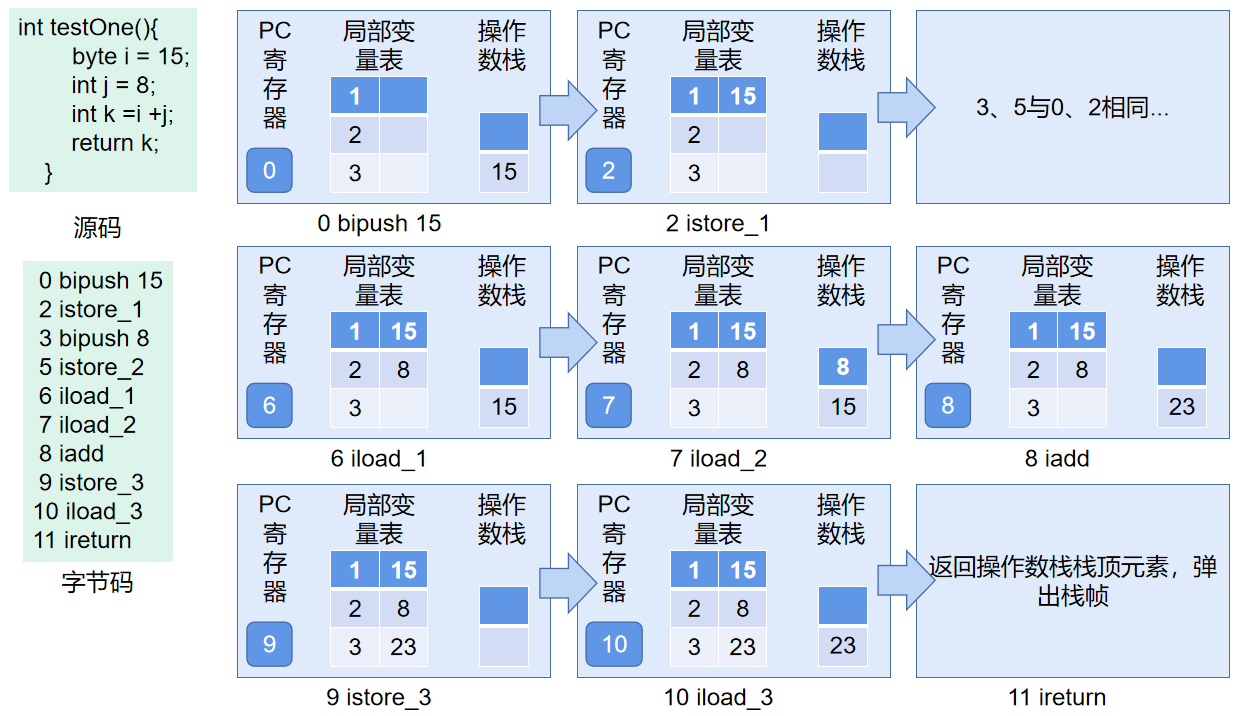 int testOne(){
byte i = 15;
int j = 8;
int k =i +j;
return k;
}
源码
0 bipush 15
2 istore_1
3 bipush 8
5 istore_2
6 iload_1
7 iload_2
8 iadd
9 istore_3
10 iload_3
11 ireturn
字节码
PC
寄
存
器
0
局部变
量表
1
2
3
操作
数栈
15
0 bipush 15
PC
寄
存
器
2
局部变
量表
1 15
2
3
操作
数栈
2 istore_1
3、5与0、2相同...
PC
寄
存
器
6
局部变
量表
1 15
2 8
3
操作
数栈
15
6 iload_1
PC
寄
存
器
7
局部变
量表
1 15
2 8
3
操作
数栈
8
15
7 iload_2
PC
寄
存
器
8
局部变
量表
1 15
2 8
3
操作
数栈
23
8 iadd
PC
寄
存
器
9
局部变
量表
1 15
2 8
3 23
操作
数栈
9 istore_3
PC
寄
存
器
10
局部变
量表
1 15
2 8
3 23
操作
数栈
23
10 iload_3
返回操作数栈栈顶元素，弹
出栈帧
11 ireturn